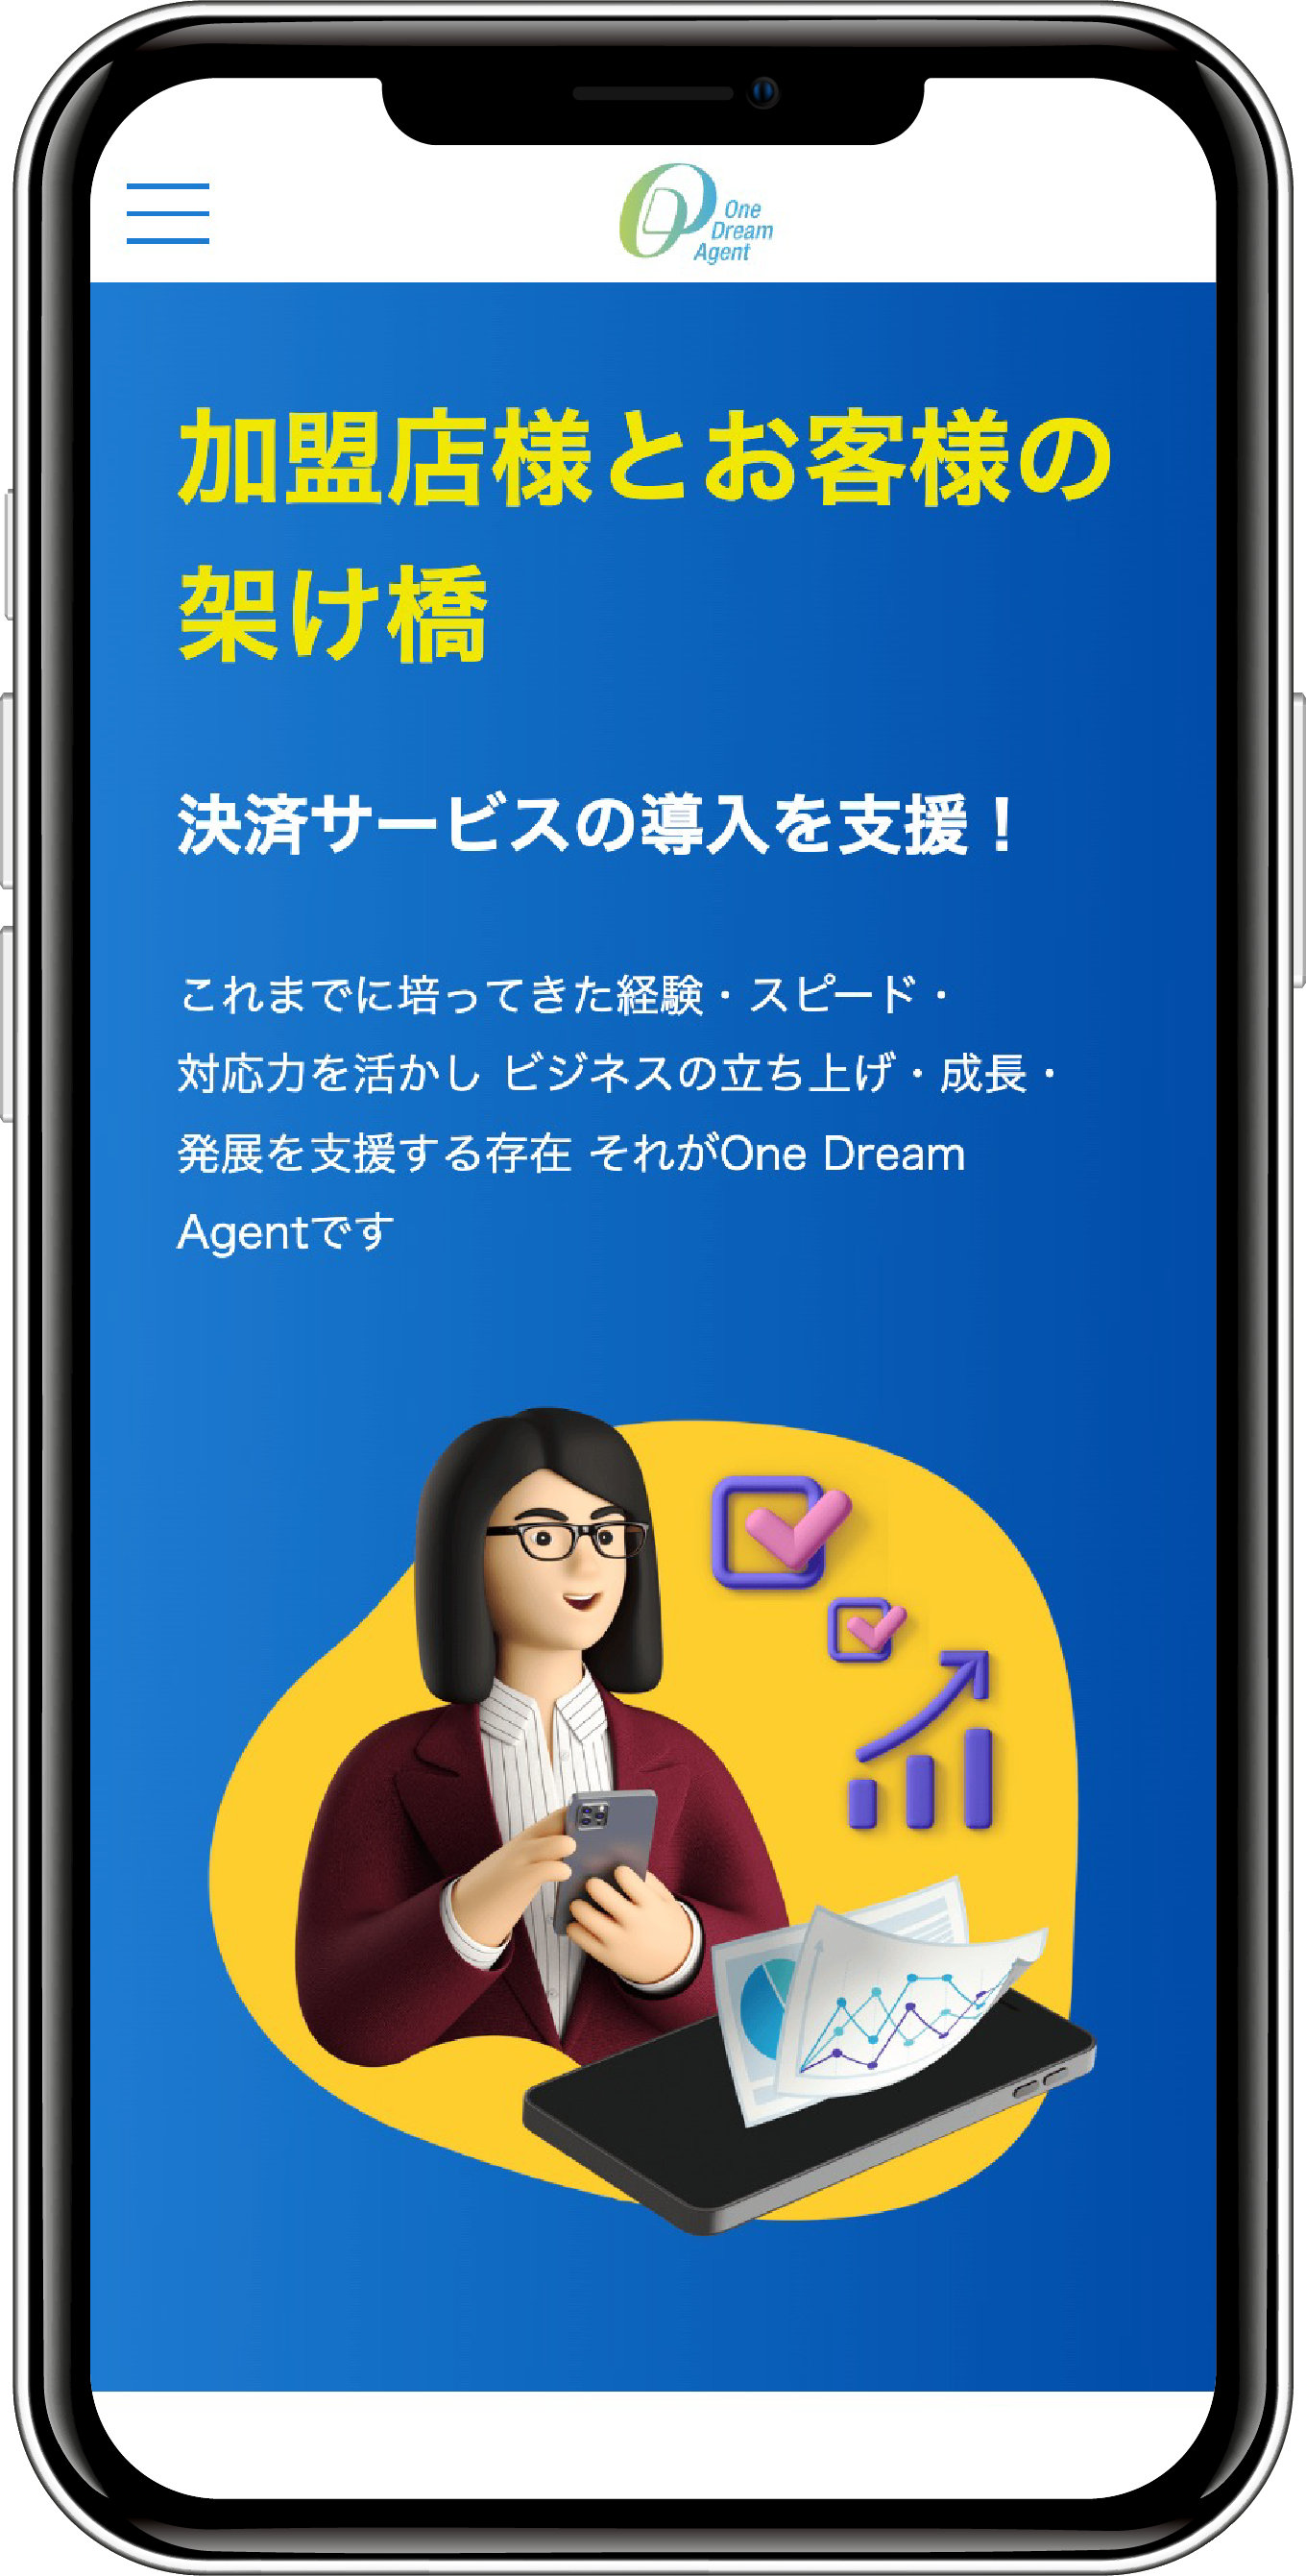 One
Dream
Agent
加盟店様とお客様の
架け橋
決済サービスの導入を支援！
これまでに培ってきた経験・スピード・
対応力を活かし ビジネスの立ち上げ・成長・
発展を支援する存在 それがOne Dream
Agentです